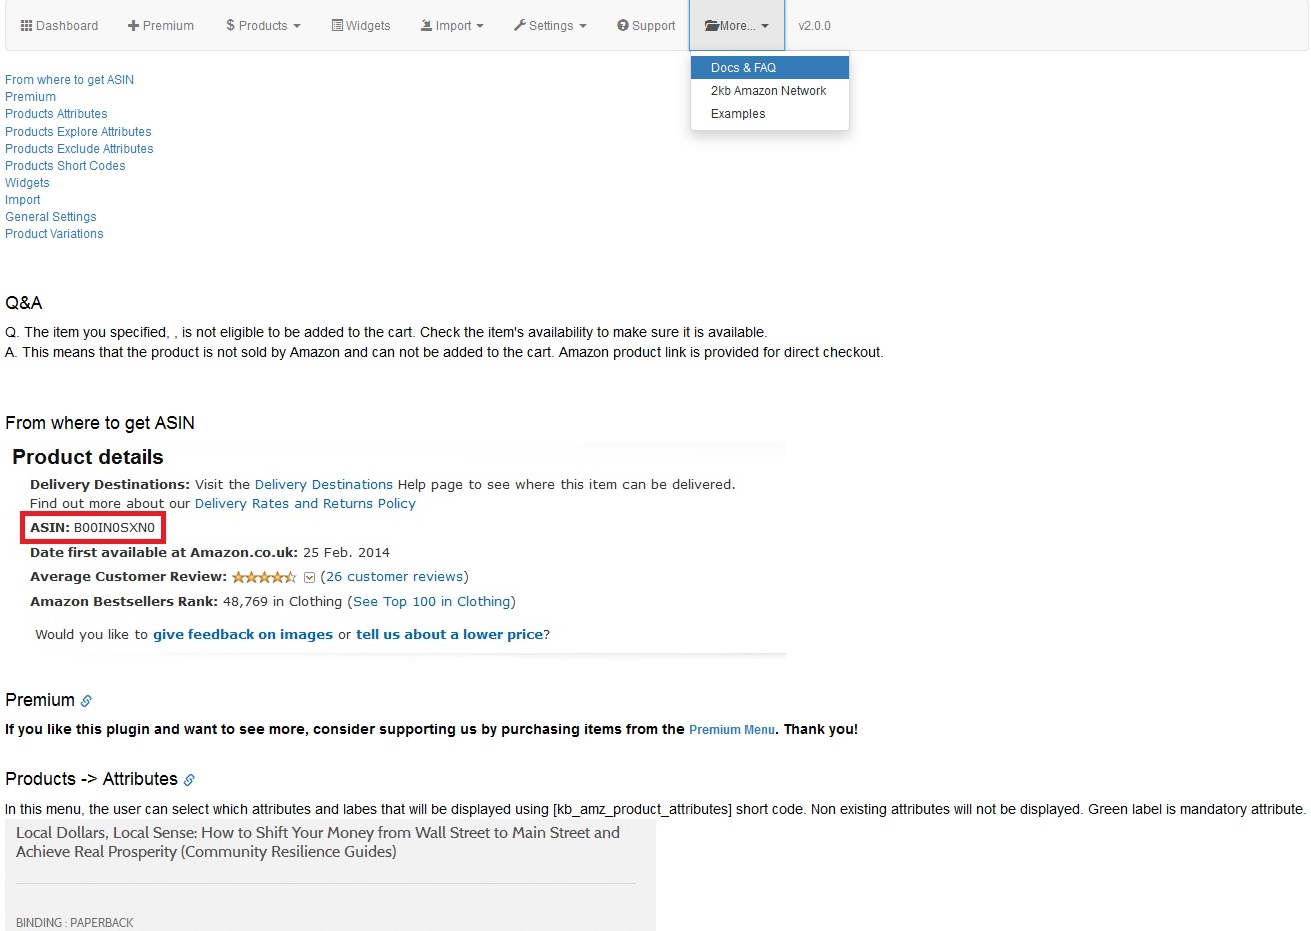 Dashboard Premium $ Products Widgets Import Settings Support More... v2.0.0
Docs & FAQ
2kb Amazon Network
Examples
From where to get ASIN
Premium
Products Attributes
Products Explore Attributes
Products Exclude Attributes
Products Short Codes
Widgets
Import
General Settings
Product Variations
Q&A
Q. The item you specified, , is not eligible to be added to the cart. Check the item's availability to make sure it is available.
A. This means that the product is not sold by Amazon and can not be added to the cart. Amazon product link is provided for direct checkout.
From where to get ASIN
Product details
Delivery Destinations: Visit the Delivery Destinations Help page to see where this item can be delivered.
Find out more about our Delivery Rates and Returns Policy
ASIN: B00IN0SXN0
Date first available at Amazon.co.uk: 25 Feb. 2014
Average Customer Review: (26 customer reviews)
Amazon Bestsellers Rank: 48,769 in Clothing (See Top 100 in Clothing)
Would you like to give feedback on images or tell us about a lower price?
Premium
If you like this plugin and want to see more, consider supporting us by purchasing items from the Premium Menu. Thank you!
Products -> Attributes
In this menu, the user can select which attributes and labes that will be displayed using [kb_amz_product_attributes] short code. Non existing attributes will not be displayed. Green label is mandatory attribute.
Local Dollars, Local Sense: How to Shift Your Money from Wall Street to Main Street and
Achieve Real Prosperity (Community Resilience Guides)
BINDING : PAPERBACK